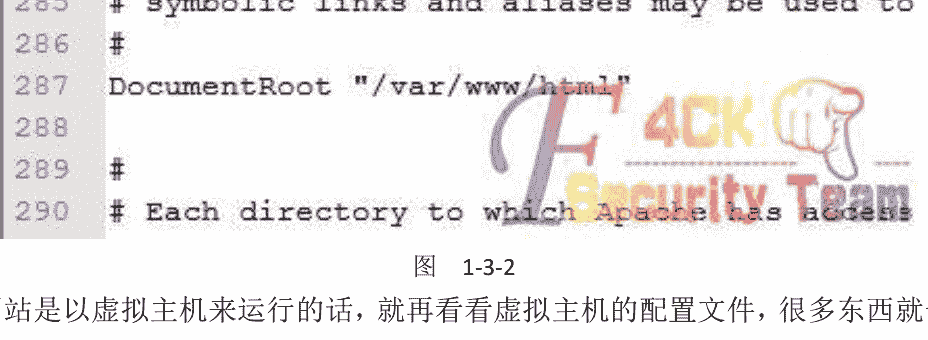 285 # symbolic links and aliases may be used to
286 #
287 DocumentRoot "/var/www/html"
288
289 #
290 # Each directory to which Apache has access
F4CK
Security Team
图 1-3-2
站是以虚拟主机来运行的话，就再看看虚拟主机的配置文件，很多东西就